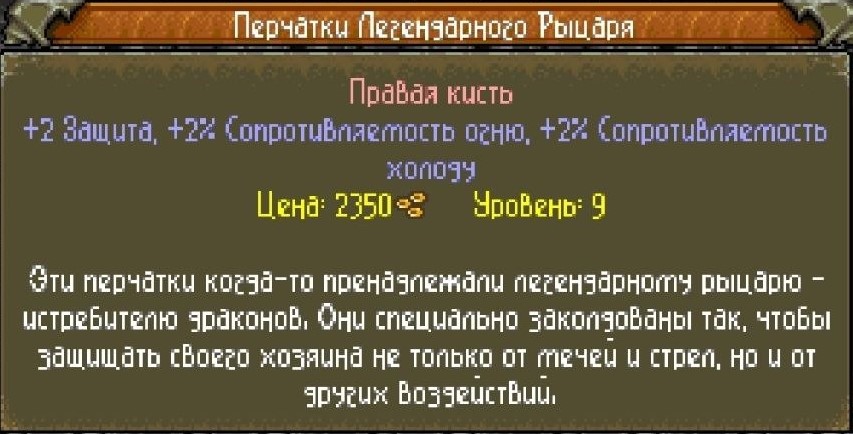 Перчатки Легендарного Рыцаря
Правая кисть
+2 Защита, +2% Сопротивляемость огню, +2% Сопротивляемость
холоду
Цена: 2350 Уровень: 9
Эти перчатки когда-то пренадлежали легендарному рыцарю -
истребителю драконов. Они специально заколдованы так, чтобы
защищать своего хозяина не только от мечей и стрел, но и от
других воздействий.